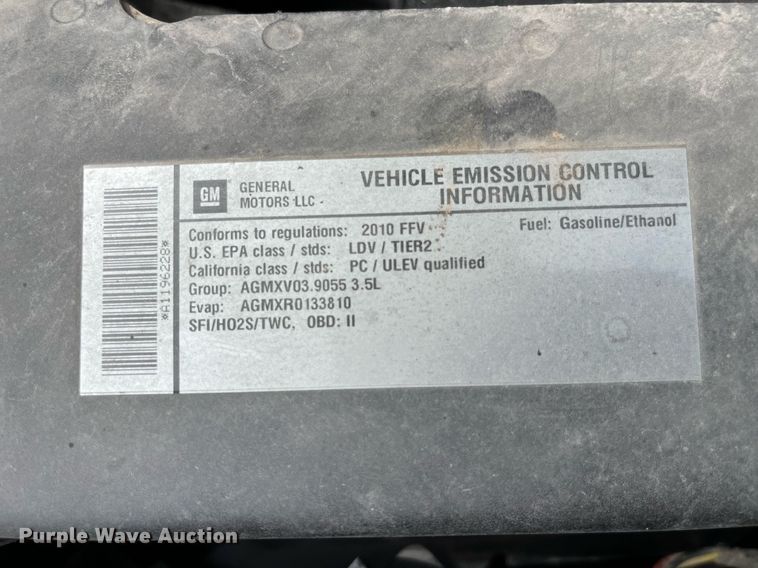 GM
GENERAL
MOTORS LLC
VEHICLE EMISSION CONTROL
INFORMATION
Conforms to regulations: 2010 FFV
Fuel: Gasoline/Ethanol
U.S. EPA class / stds: LDV / TIER2
California class / stds: PC / ULEV qualified
Group: AGMXV03.9055 3.5L
Evap: AGMXR0133810
SFI/HO2S/TWC, OBD: II
*A1196228*
Purple Wave Auction